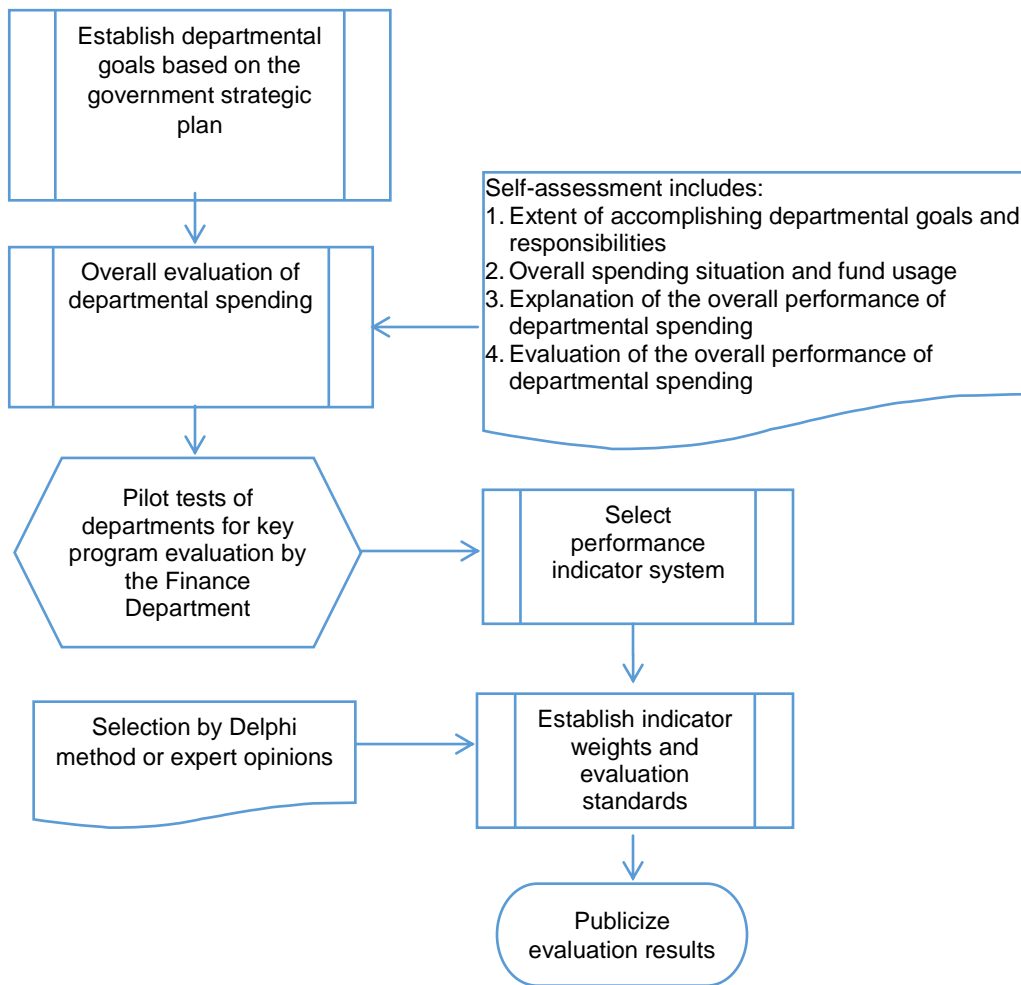 Establish departmental
goals based on the
government strategic
plan
Self-assessment includes:
1. Extent of accomplishing departmental goals and
responsibilities
2. Overall spending situation and fund usage
3. Explanation of the overall performance of
departmental spending
4. Evaluation of the overall performance of
departmental spending
Overall evaluation of
departmental spending
Pilot tests of
departments for key
program evaluation by
the Finance
Department
Select
performance
indicator system
Selection by Delphi
method or expert opinions
Establish indicator
weights and
evaluation
standards
Publicize
evaluation results